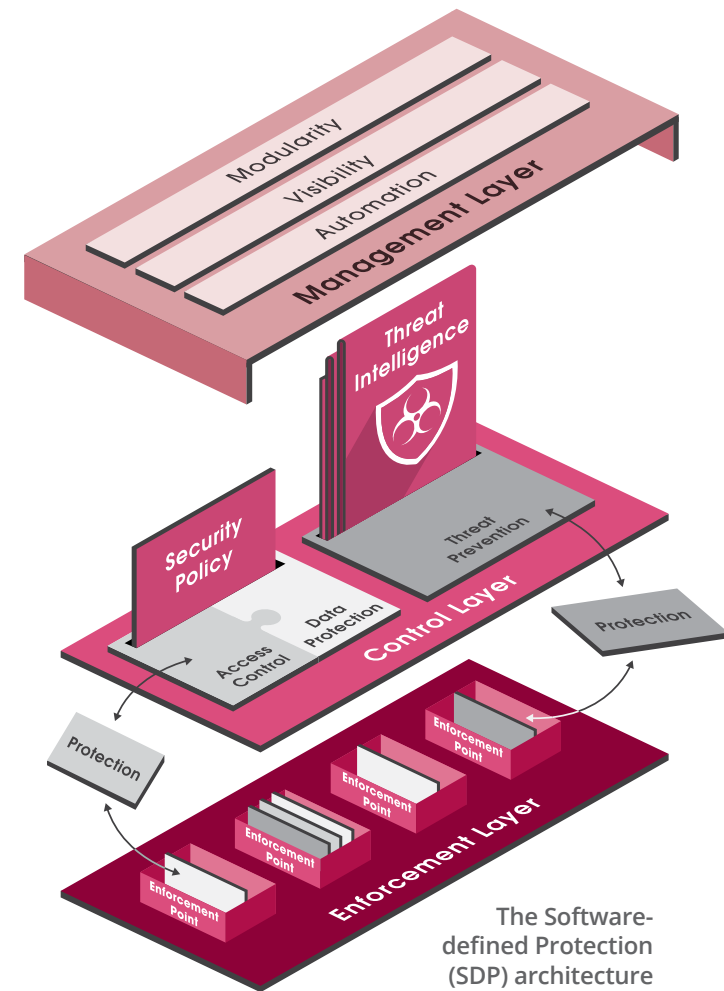 Modularity
Visibility
Automation
Management Layer
Threat
Intelligence
Security
Policy
Threat
Prevention
Data
Protection
Access
Control
Control Layer
Protection
Protection
Enforcement
Point
Enforcement
Point
Enforcement
Point
Enforcement
Point
Enforcement Layer
The Software-
defined Protection
(SDP) architecture